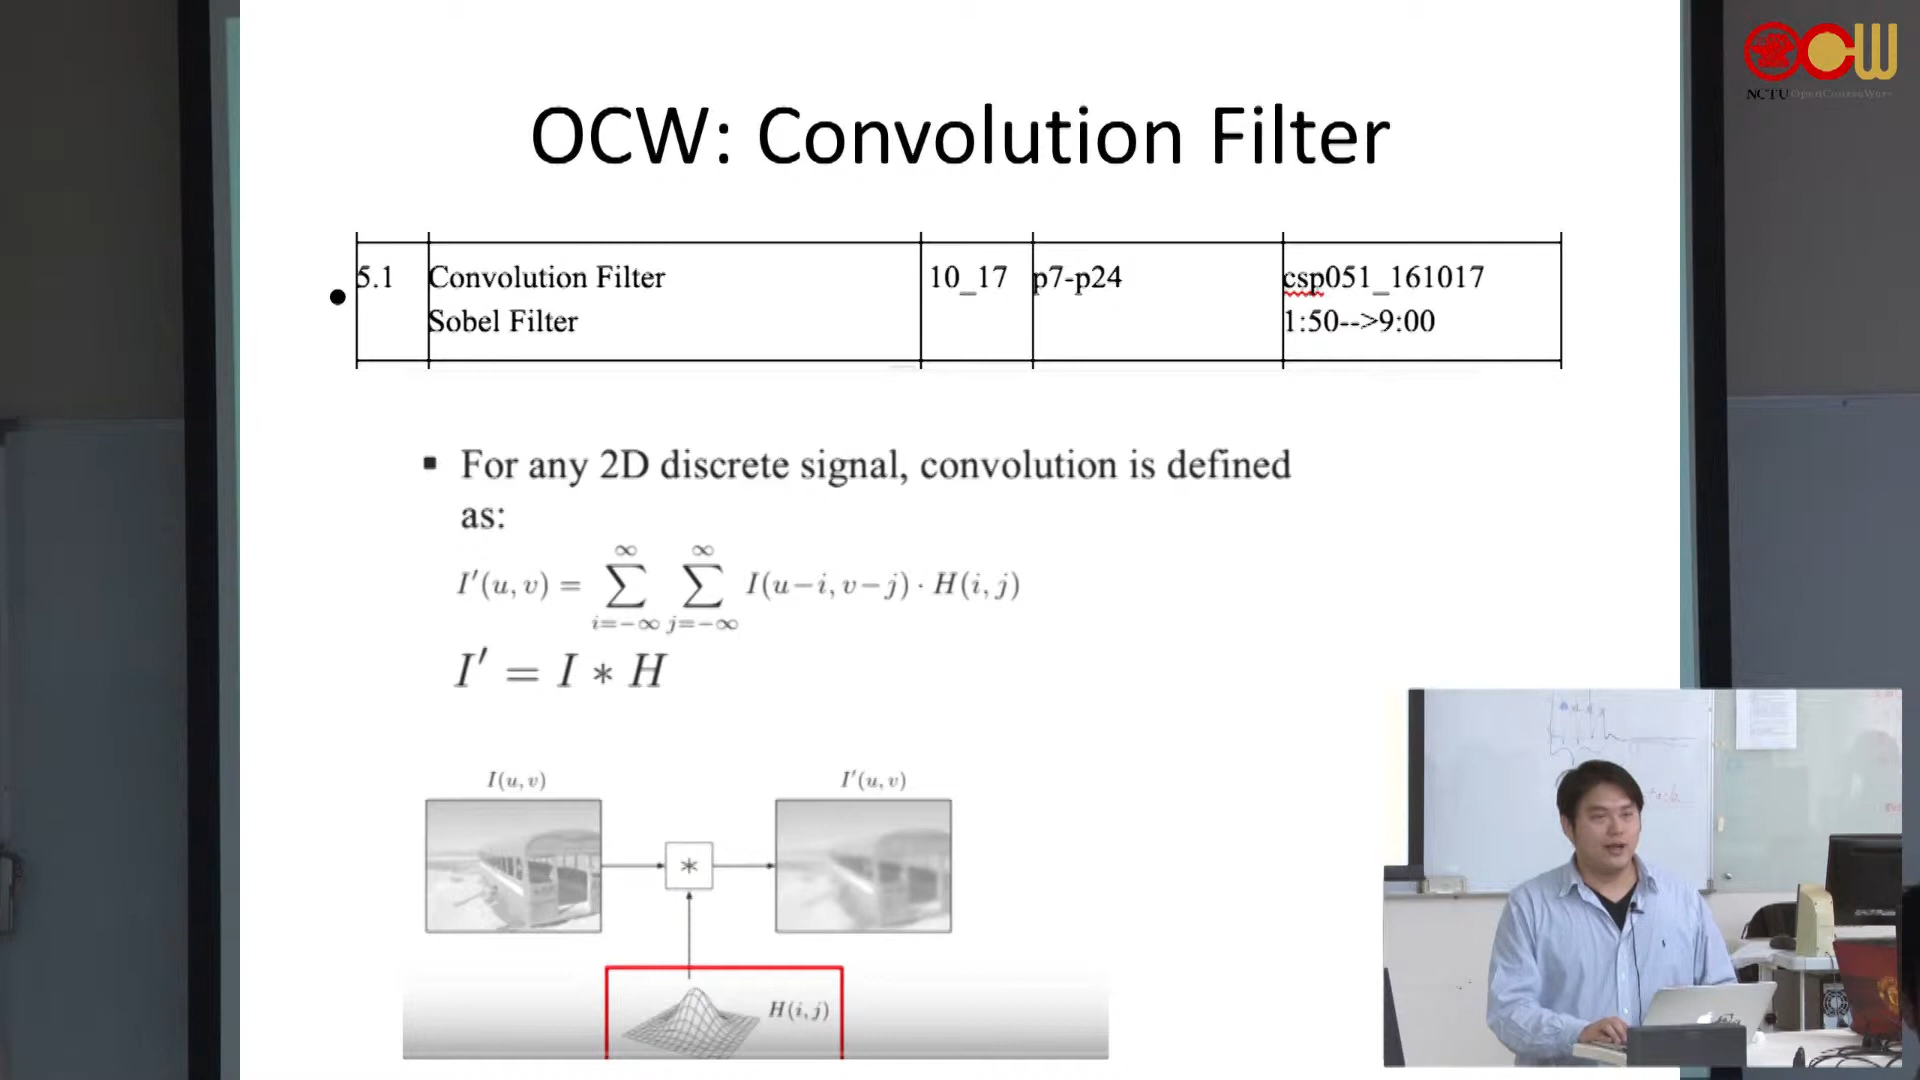 OCW
NCTU OpenCourseWare
OCW: Convolution Filter
5.1 Convolution Filter 10_17 p7-p24 csp051_161017
Sobel Filter 1:50-->9:00
▪ For any 2D discrete signal, convolution is defined
as:
I′(u, v) = ∑_{i=−∞}^{∞} ∑_{j=−∞}^{∞} I(u−i, v−j) · H(i, j)
I′ = I ∗ H
I(u, v) I′(u, v)
∗
H(i, j)